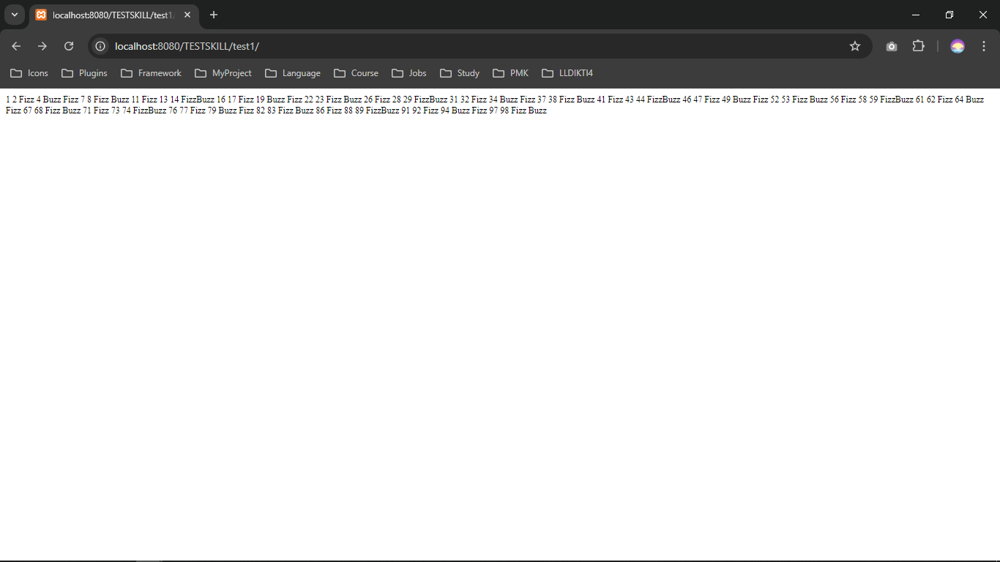 localhost:8080/TESTSKILL/test1/
localhost:8080/TESTSKILL/test1/
Icons Plugins Framework MyProject Language Course Jobs Study PMK LLDIKTI4
1 2 Fizz 4 Buzz Fizz 7 8 Fizz Buzz 11 Fizz 13 14 FizzBuzz 16 17 Fizz 19 Buzz Fizz 22 23 Fizz Buzz 26 Fizz 28 29 FizzBuzz 31 32 Fizz 34 Buzz Fizz 37 38 Fizz Buzz 41 Fizz 43 44 FizzBuzz 46 47 Fizz 49 Buzz Fizz 52 53 Fizz Buzz 56 Fizz 58 59 FizzBuzz 61 62 Fizz 64 Buzz
Fizz 67 68 Fizz Buzz 71 Fizz 73 74 FizzBuzz 76 77 Fizz 79 Buzz Fizz 82 83 Fizz Buzz 86 Fizz 88 89 FizzBuzz 91 92 Fizz 94 Buzz Fizz 97 98 Fizz Buzz